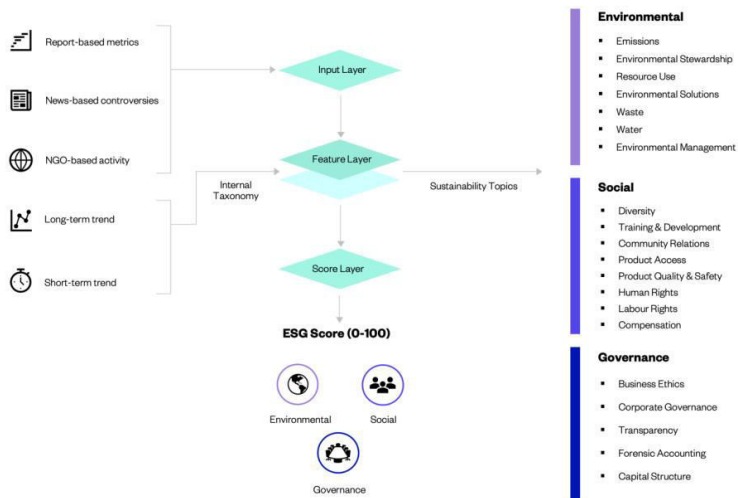 Report-based metrics
News-based controversies
NGO-based activity
Long-term trend
Short-term trend
Input Layer
Feature Layer
Internal
Taxonomy
Sustainability Topics
Score Layer
ESG Score (0-100)
Environmental
Social
Governance
Environmental
▪ Emissions
▪ Environmental Stewardship
▪ Resource Use
▪ Environmental Solutions
▪ Waste
▪ Water
▪ Environmental Management
Social
▪ Diversity
▪ Training & Development
▪ Community Relations
▪ Product Access
▪ Product Quality & Safety
▪ Human Rights
▪ Labour Rights
▪ Compensation
Governance
▪ Business Ethics
▪ Corporate Governance
▪ Transparency
▪ Forensic Accounting
▪ Capital Structure